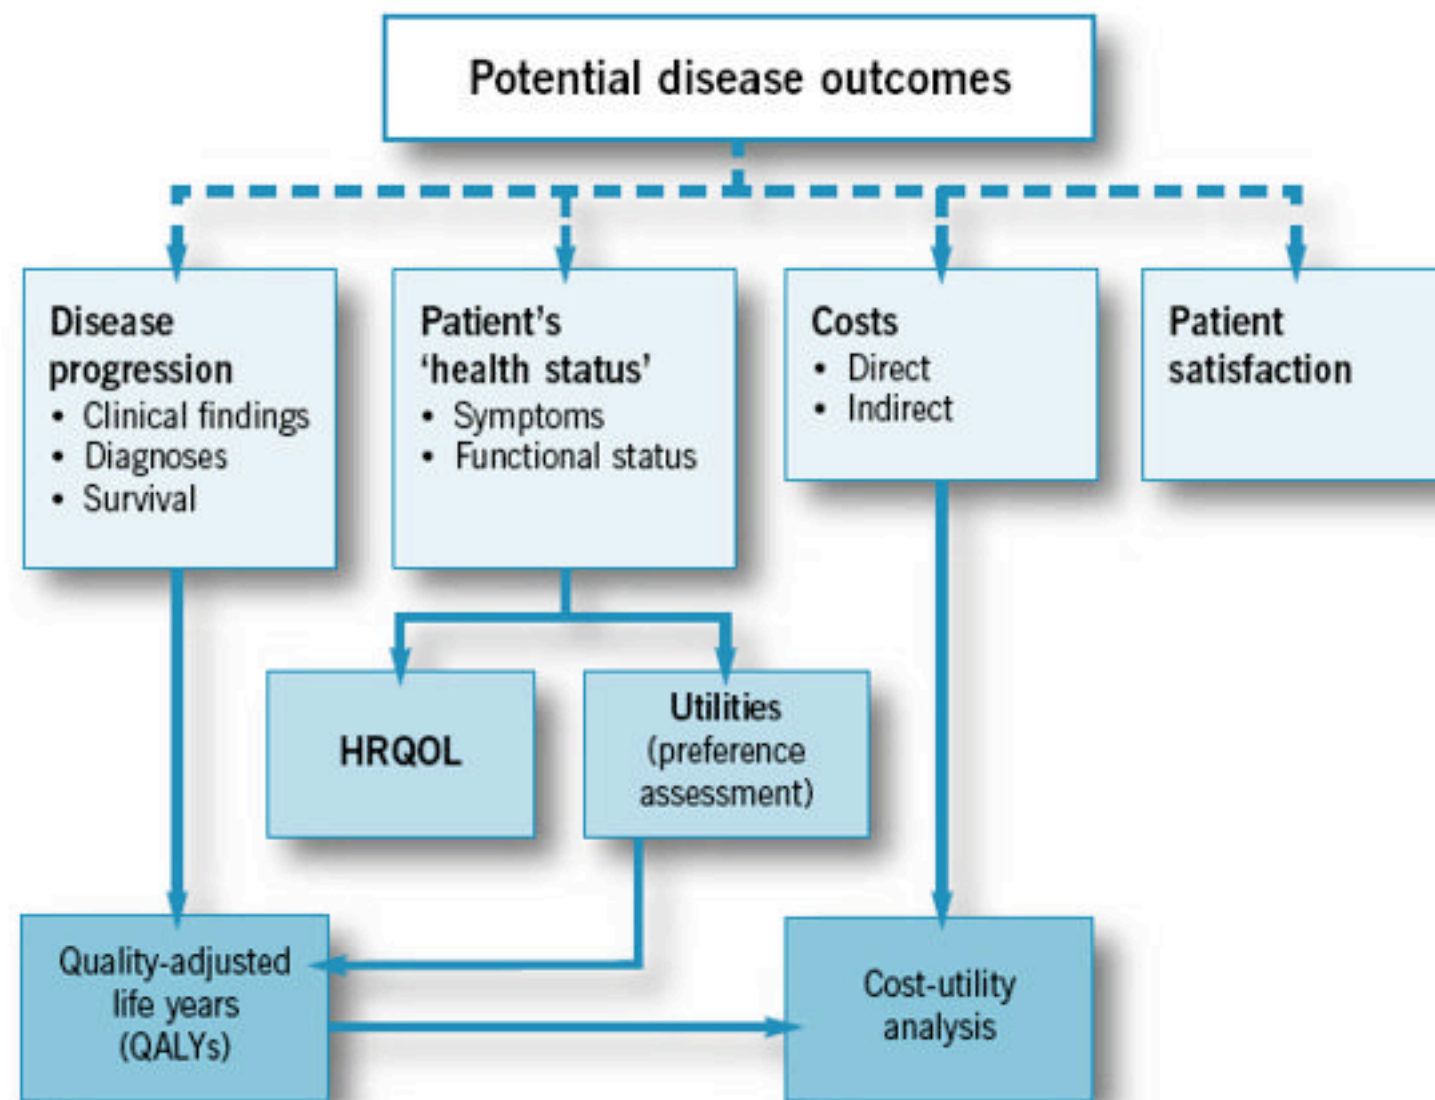 Potential disease outcomes
Disease
progression
• Clinical findings
• Diagnoses
• Survival
Patient’s
‘health status’
• Symptoms
• Functional status
Costs
• Direct
• Indirect
Patient
satisfaction
HRQOL
Utilities
(preference
assessment)
Quality-adjusted
life years
(QALYs)
Cost-utility
analysis